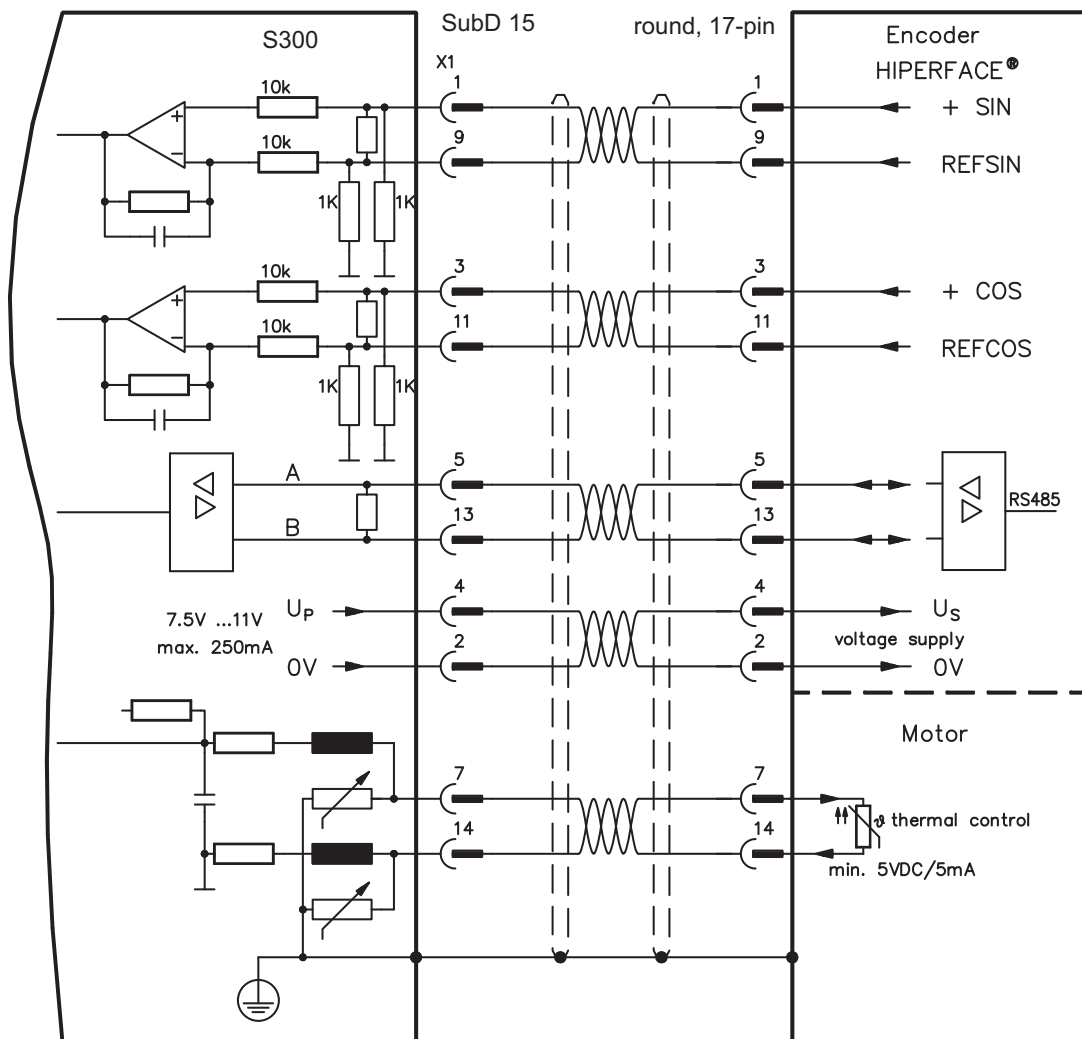 S300
SubD 15
round, 17-pin
Encoder
HIPERFACE®
X1
10k
1
1
+ SIN
+
10k
9
9
REFSIN
−
1K
1K
10k
3
3
+ COS
+
10k
11
11
REFCOS
−
1K
1K
A
5
5
RS485
B
13
13
7.5V ...11V
max. 250mA
UP
4
4
US
voltage supply
0V
2
2
0V
Motor
7
7
ϑ thermal control
14
14
min. 5VDC/5mA